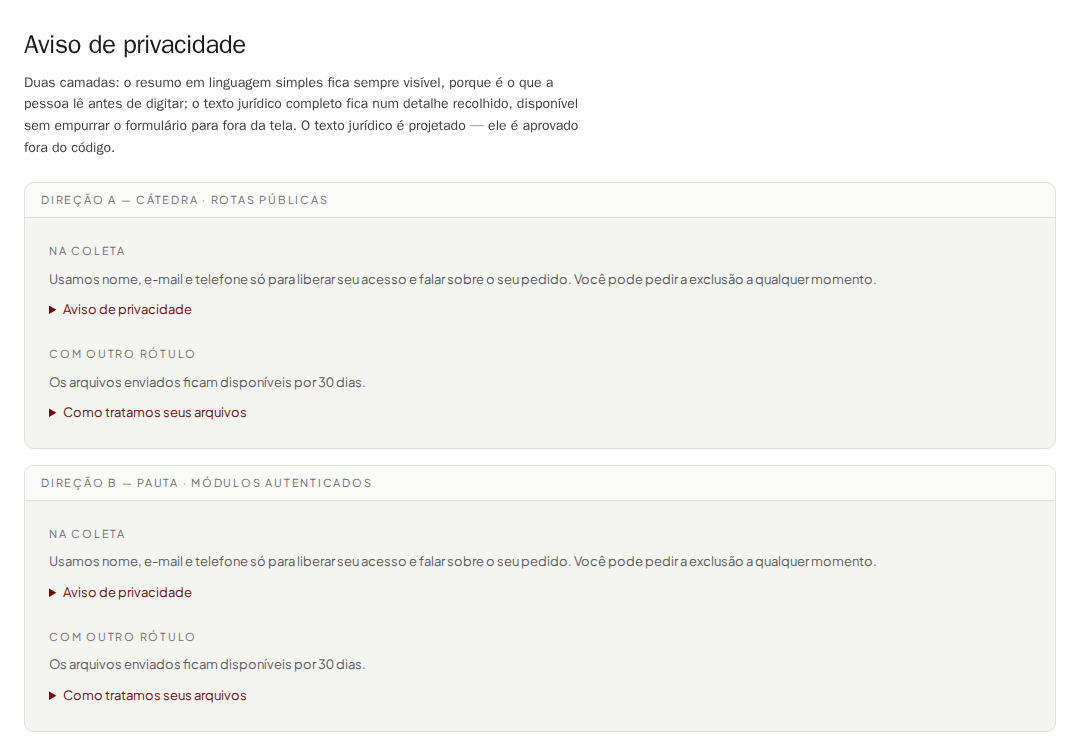 Aviso de privacidade
Duas camadas: o resumo em linguagem simples fica sempre visível, porque é o que a
pessoa lê antes de digitar; o texto jurídico completo fica num detalhe recolhido, disponível
sem empurrar o formulário para fora da tela. O texto jurídico é projetado — ele é aprovado
fora do código.
DIREÇÃO A — CÁTEDRA · ROTAS PÚBLICAS
NA COLETA
Usamos nome, e-mail e telefone só para liberar seu acesso e falar sobre o seu pedido. Você pode pedir a exclusão a qualquer momento.
Aviso de privacidade
COM OUTRO RÓTULO
Os arquivos enviados ficam disponíveis por 30 dias.
Como tratamos seus arquivos
DIREÇÃO B — PAUTA · MÓDULOS AUTENTICADOS
NA COLETA
Usamos nome, e-mail e telefone só para liberar seu acesso e falar sobre o seu pedido. Você pode pedir a exclusão a qualquer momento.
Aviso de privacidade
COM OUTRO RÓTULO
Os arquivos enviados ficam disponíveis por 30 dias.
Como tratamos seus arquivos